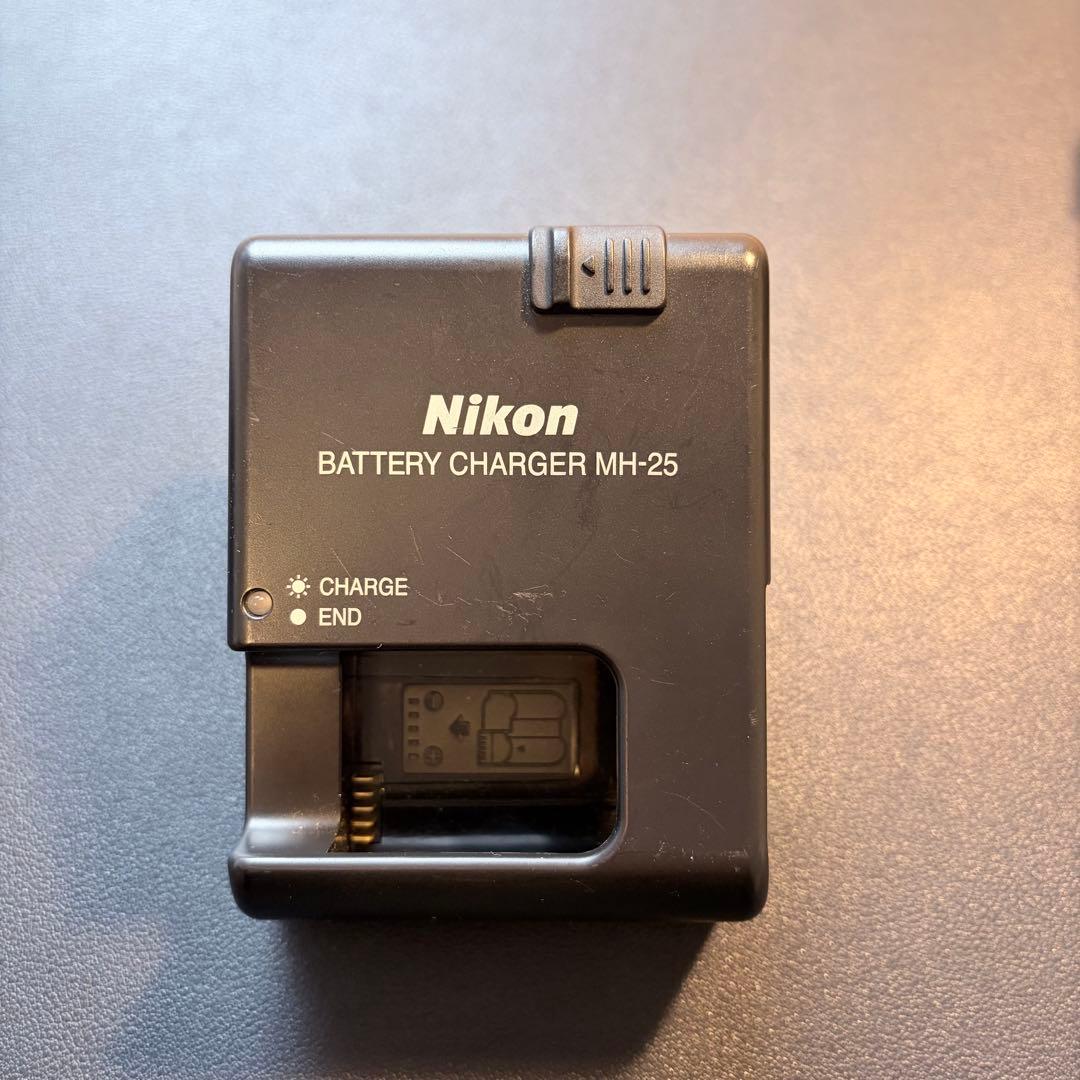 Nikon
BATTERY CHARGER MH-25
CHARGE
END